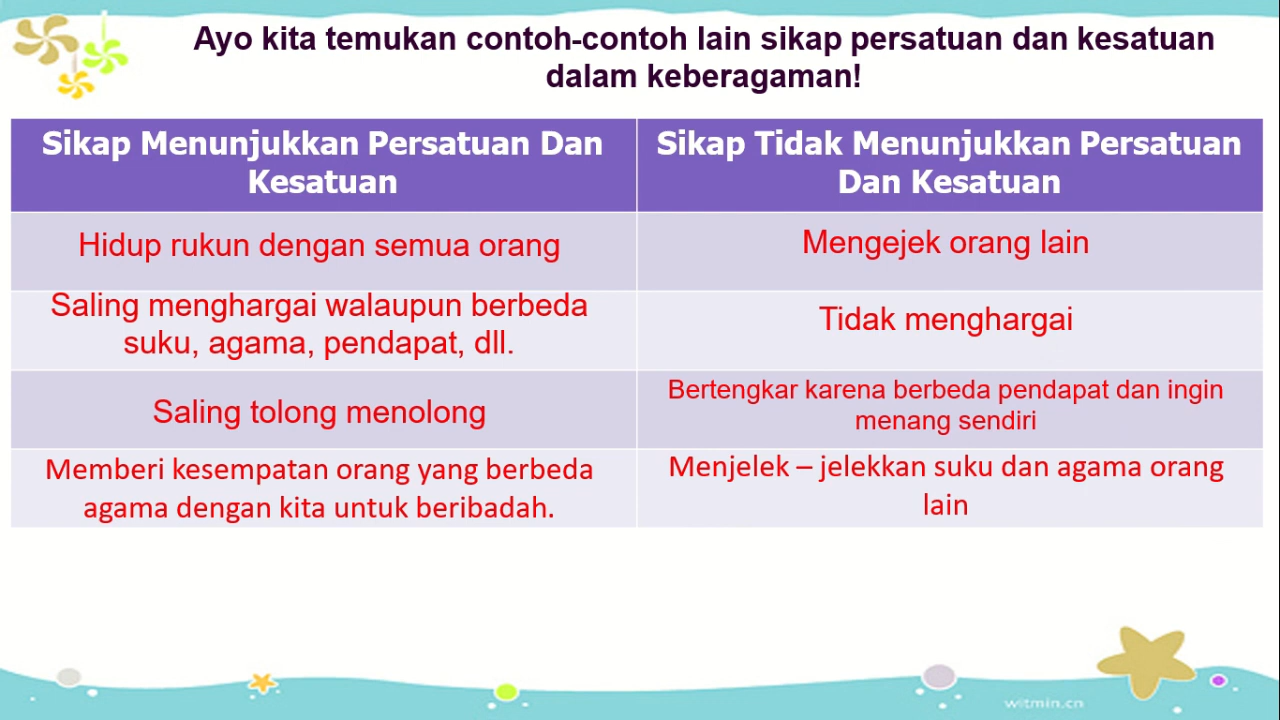 Ayo kita temukan contoh-contoh lain sikap persatuan dan kesatuan
dalam keberagaman!
Sikap Menunjukkan Persatuan Dan
Kesatuan
Sikap Tidak Menunjukkan Persatuan
Dan Kesatuan
Hidup rukun dengan semua orang
Mengejek orang lain
Saling menghargai walaupun berbeda
suku, agama, pendapat, dll.
Tidak menghargai
Saling tolong menolong
Bertengkar karena berbeda pendapat dan ingin
menang sendiri
Memberi kesempatan orang yang berbeda
agama dengan kita untuk beribadah.
Menjelek – jelekkan suku dan agama orang
lain
witmin.cn